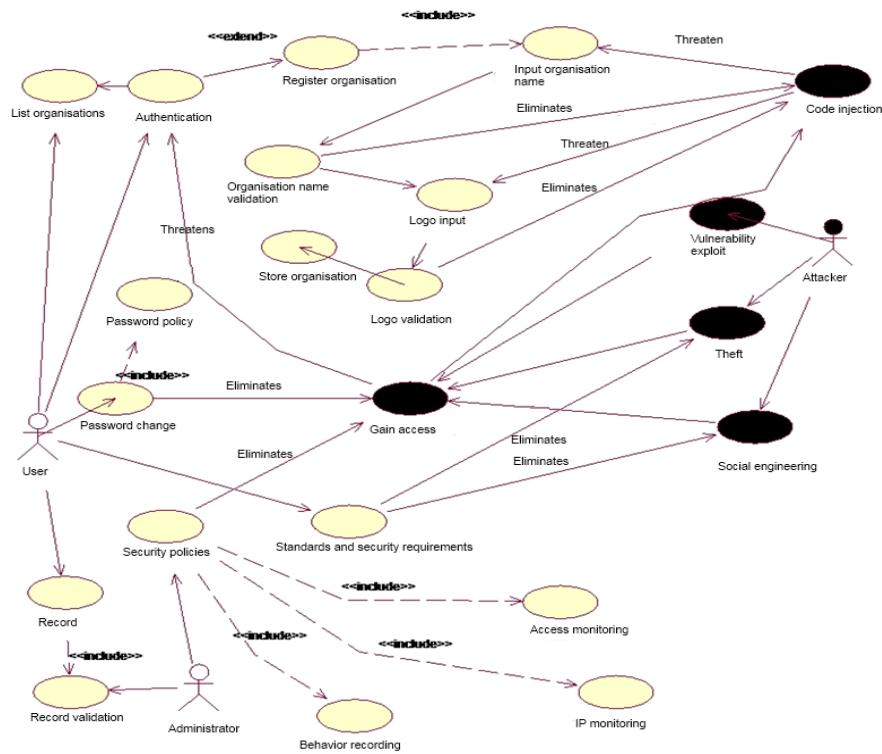 <<include>>
<<extend>>
Threaten
Register organisation
Input organisation
name
List organisations
Authentication
Eliminates
Code injection
Threaten
Organisation name
validation
Eliminates
Logo input
Threatens
Vulnerability
exploit
Store organisation
Attacker
Logo validation
Password policy
Theft
<<include>>
Eliminates
Password change
Gain access
Eliminates
Eliminates
Eliminates
Social engineering
User
Security policies
Standards and security requirements
<<include>>
Record
Access monitoring
<<include>>
<<include>>
<<include>>
Record validation
Administrator
IP monitoring
Behavior recording